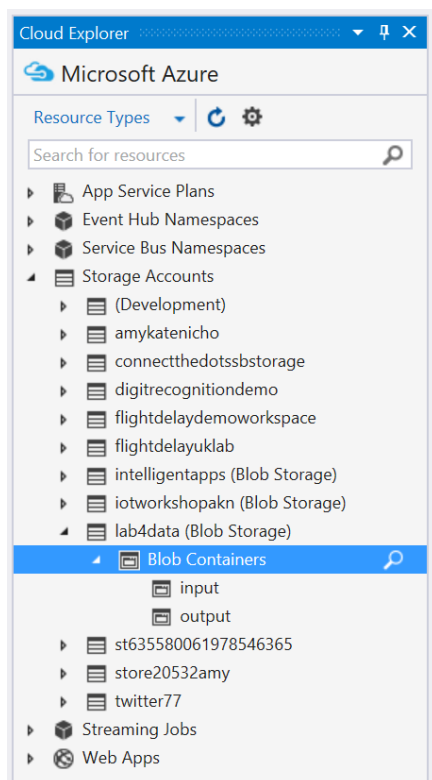 Cloud Explorer
Microsoft Azure
Resource Types
Search for resources
App Service Plans
Event Hub Namespaces
Service Bus Namespaces
Storage Accounts
(Development)
amykatenicho
connectthedotssbstorage
digitrecognitiondemo
flightdelaydemoworkspace
flightdelayuklab
intelligentapps (Blob Storage)
iotworkshopakn (Blob Storage)
lab4data (Blob Storage)
Blob Containers
input
output
st635580061978546365
store20532amy
twitter77
Streaming Jobs
Web Apps